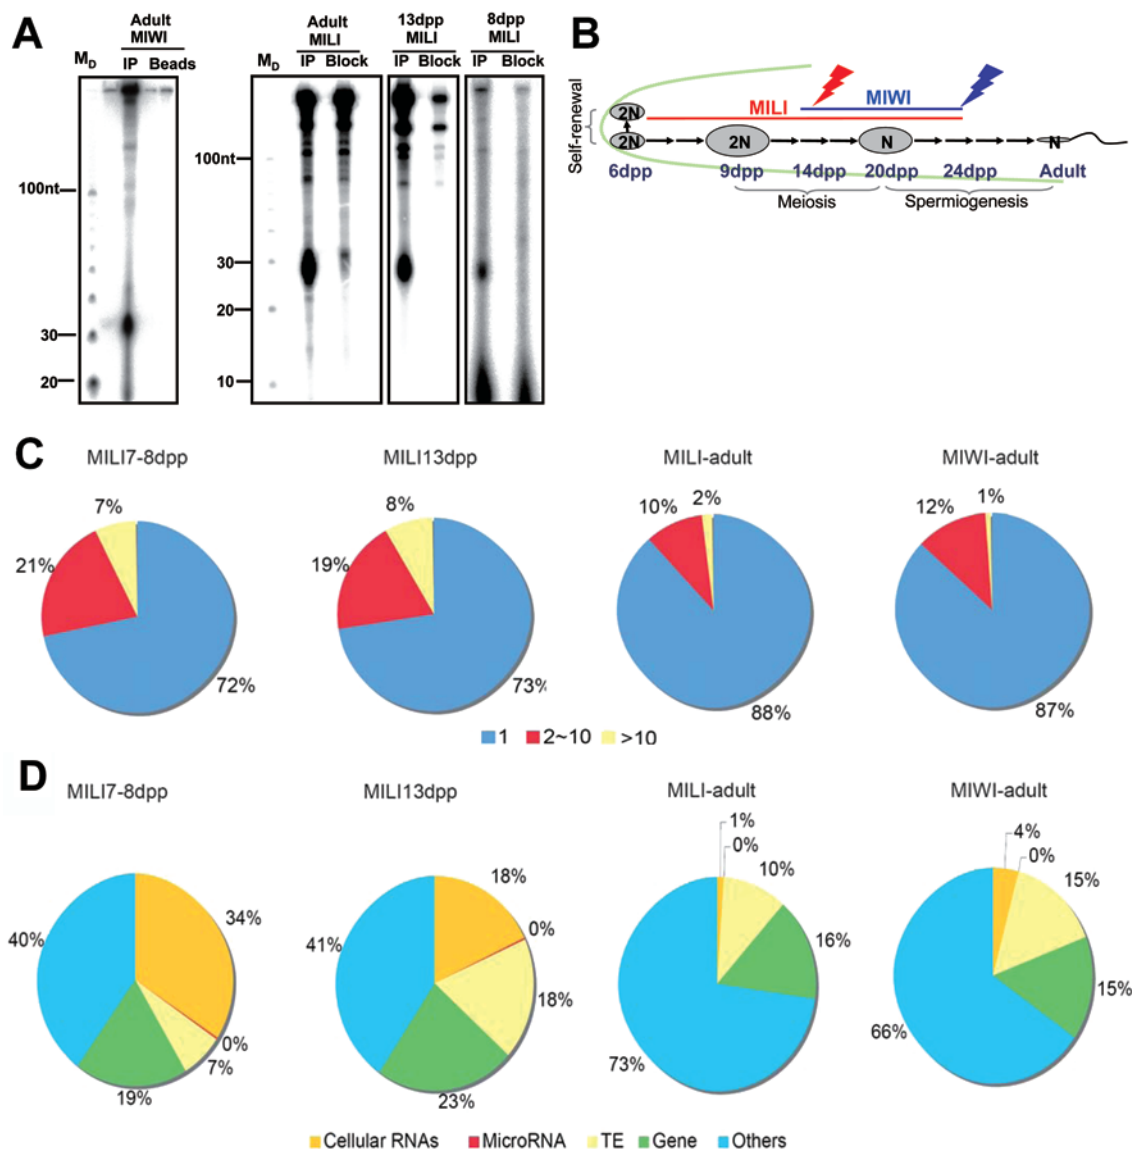 A
Adult
MIWI
M_D IP Beads
100nt
30
20
Adult
MILI
13dpp
MILI
8dpp
MILI
M_D IP Block IP Block IP Block
100nt
30
20
10
B
Self-renewal
2N
2N
2N
N
N
MILI
MIWI
6dpp 9dpp 14dpp 20dpp 24dpp Adult
Meiosis Spermiogenesis
C
MILI7-8dpp MILI13dpp MILI-adult MIWI-adult
7% 8% 10% 2% 12% 1%
21% 19%
72% 73% 88% 87%
1 2~10 >10
D
MILI7-8dpp MILI13dpp MILI-adult MIWI-adult
34%
0%
7%
19%
40%
18%
0%
18%
23%
41%
1%
0%
10%
16%
73%
4%
0%
15%
15%
66%
Cellular RNAs MicroRNA TE Gene Others